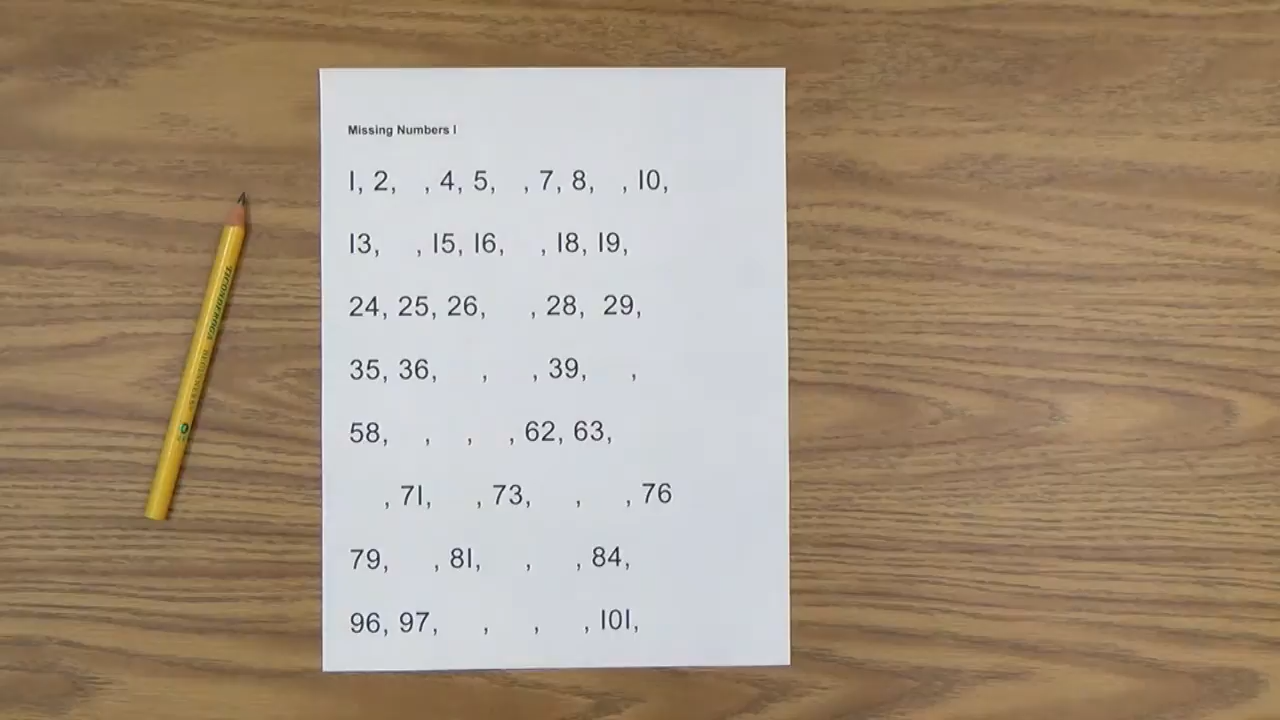 Missing Numbers I
1, 2,   , 4, 5,   , 7, 8,   , 10,
13,    , 15, 16,    , 18, 19,
24, 25, 26,    , 28,  29,
35, 36,    ,    , 39,    ,
58,    ,    ,    , 62, 63,
   , 71,    , 73,    ,    , 76
79,    , 81,    ,    , 84,
96, 97,    ,    ,    , 101,
TICONDEROGA